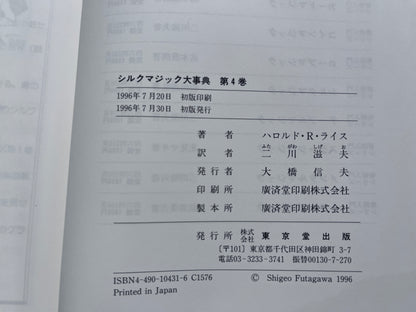 シルクマジック大事典 第4巻
1996年7月20日 初版印刷
1996年7月30日 初版発行
著者 ハロルド・R・ライス
訳者 二川滋夫
ふたがわしげお
発行者 大橋信夫
印刷所 廣済堂印刷株式会社
製本所 廣済堂印刷株式会社
発行所 株式会社 東京堂出版
〔〒101〕東京都千代田区神田錦町 3-7
電話03-3233-3741 振替00130-7-270
ISBN4-490-10431-6 C1576 © Shigeo Futagawa 1996
Printed in Japan